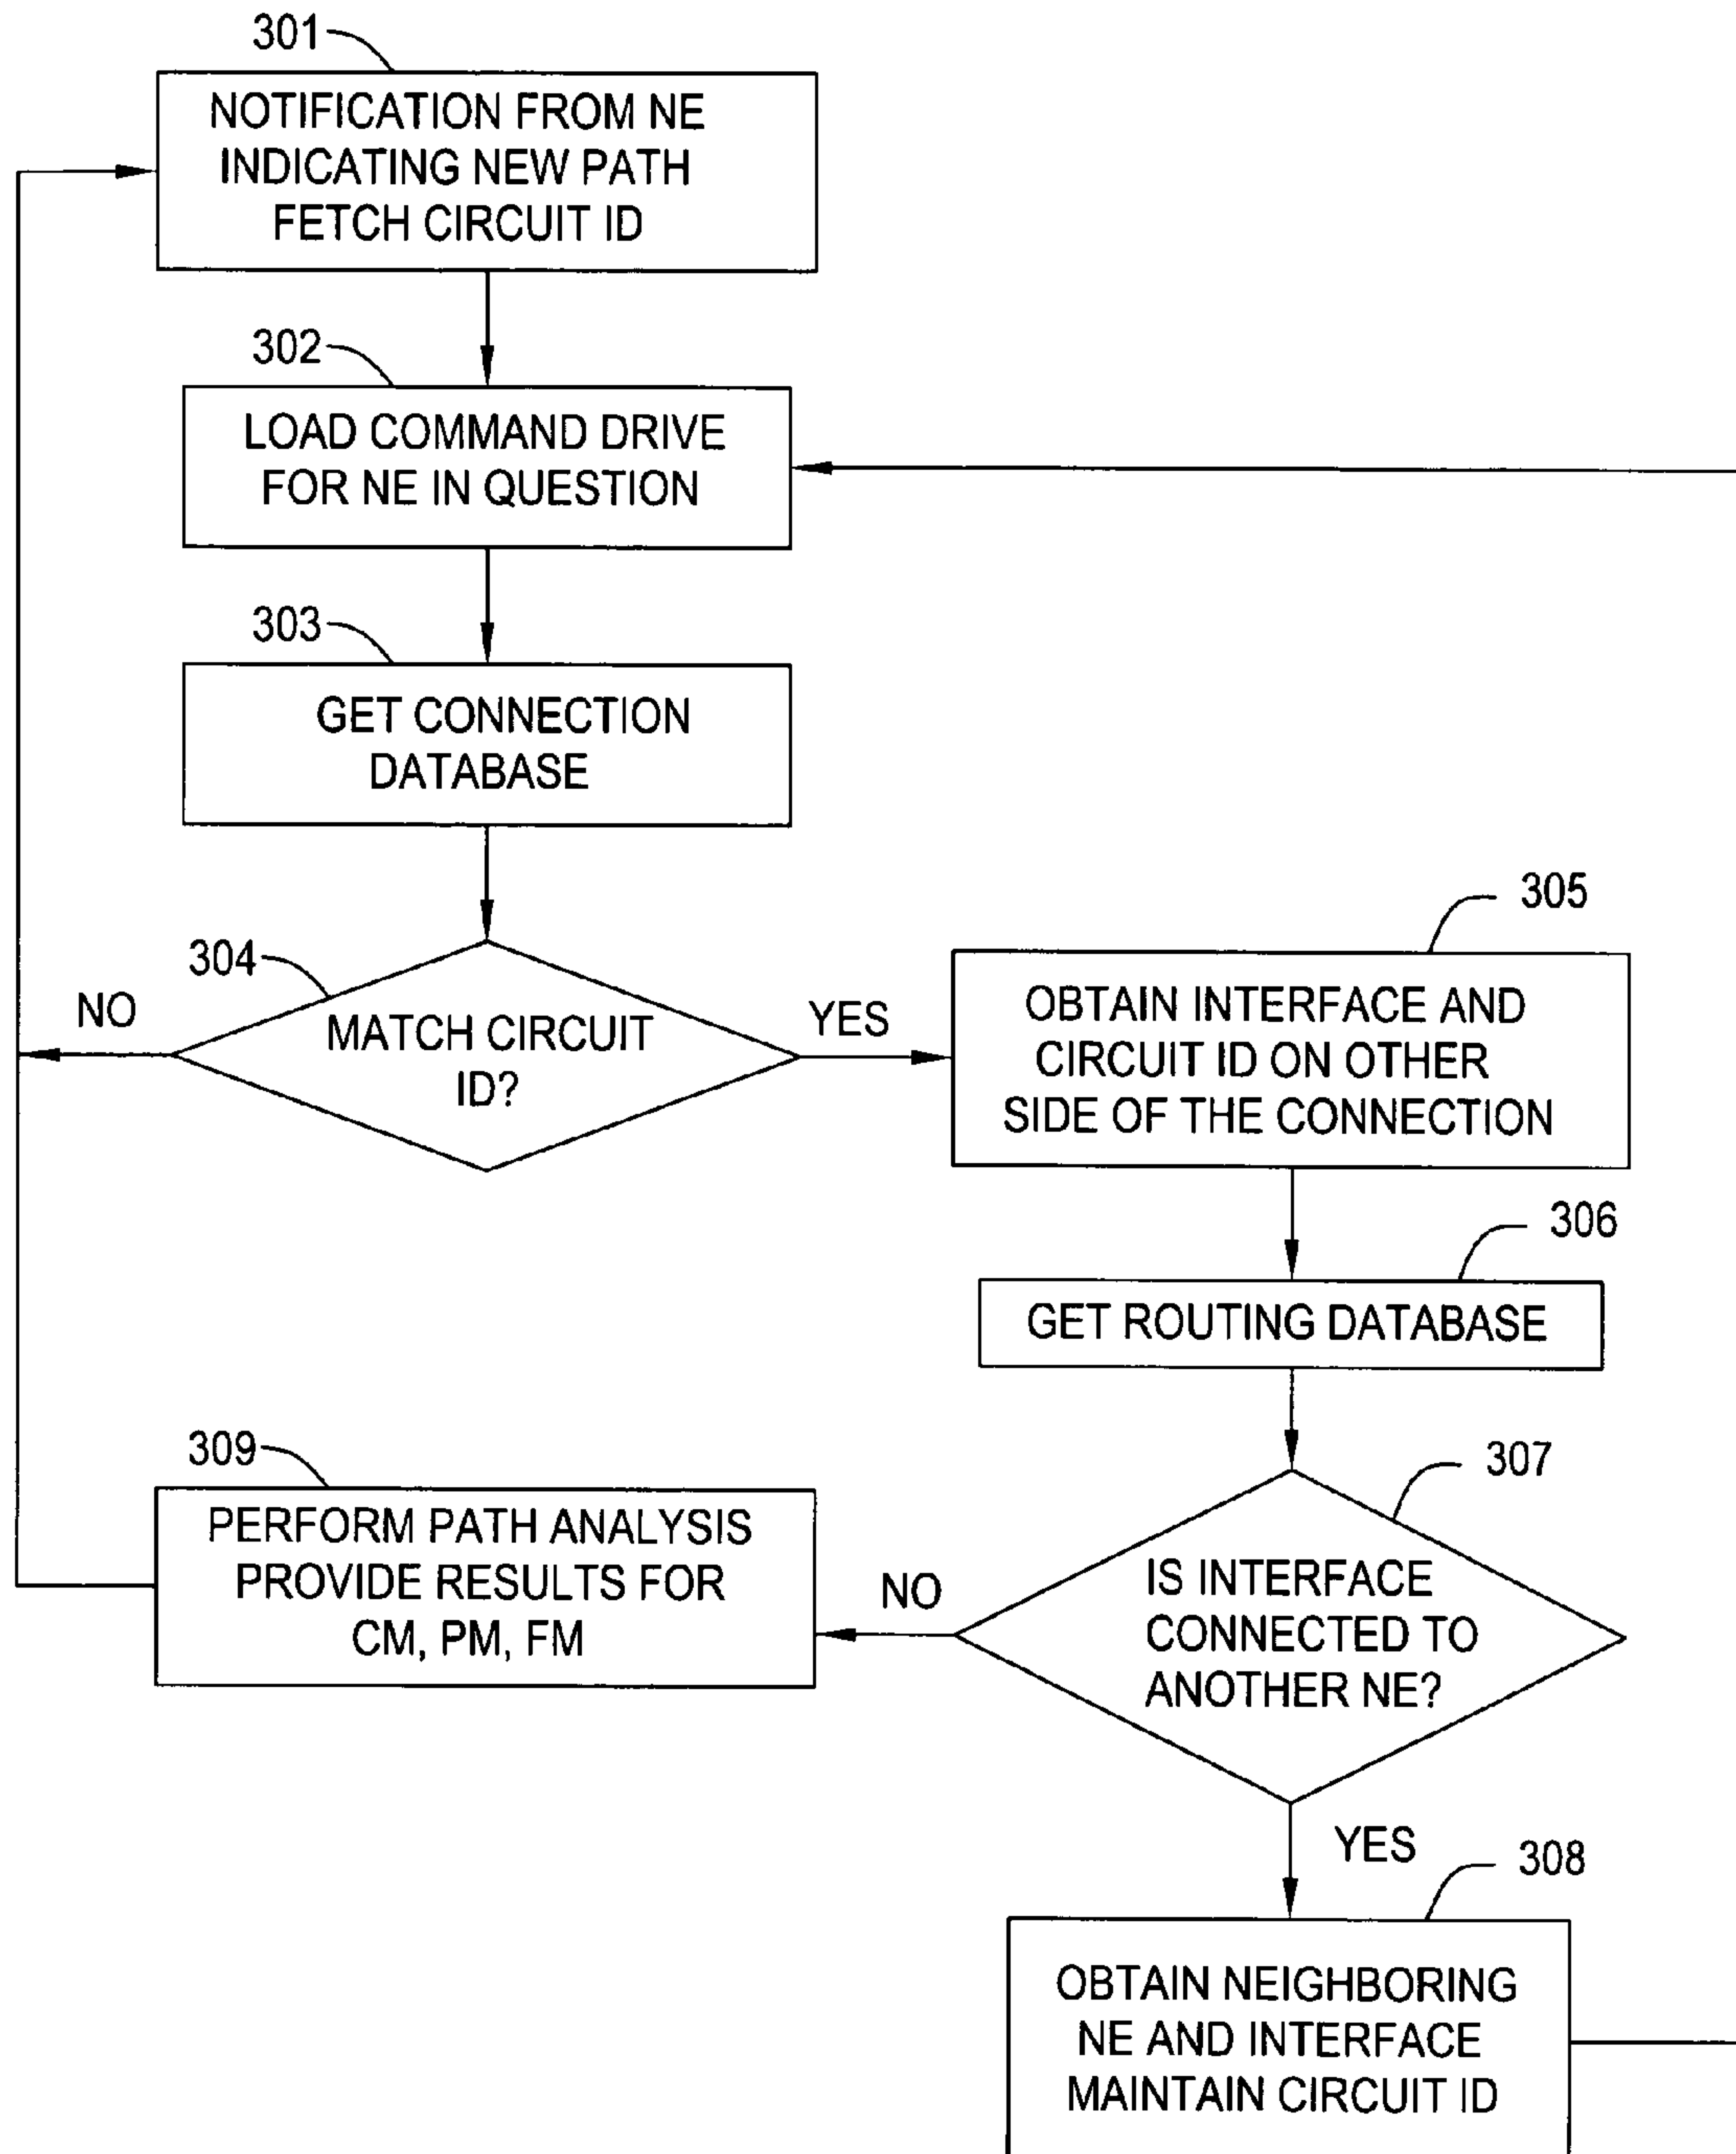 301
NOTIFICATION FROM NE
INDICATING NEW PATH
FETCH CIRCUIT ID
302
LOAD COMMAND DRIVE
FOR NE IN QUESTION
303
GET CONNECTION
DATABASE
304
NO
MATCH CIRCUIT
ID?
YES
305
OBTAIN INTERFACE AND
CIRCUIT ID ON OTHER
SIDE OF THE CONNECTION
306
GET ROUTING DATABASE
307
IS INTERFACE
CONNECTED TO
ANOTHER NE?
NO
309
PERFORM PATH ANALYSIS
PROVIDE RESULTS FOR
CM, PM, FM
YES
308
OBTAIN NEIGHBORING
NE AND INTERFACE
MAINTAIN CIRCUIT ID